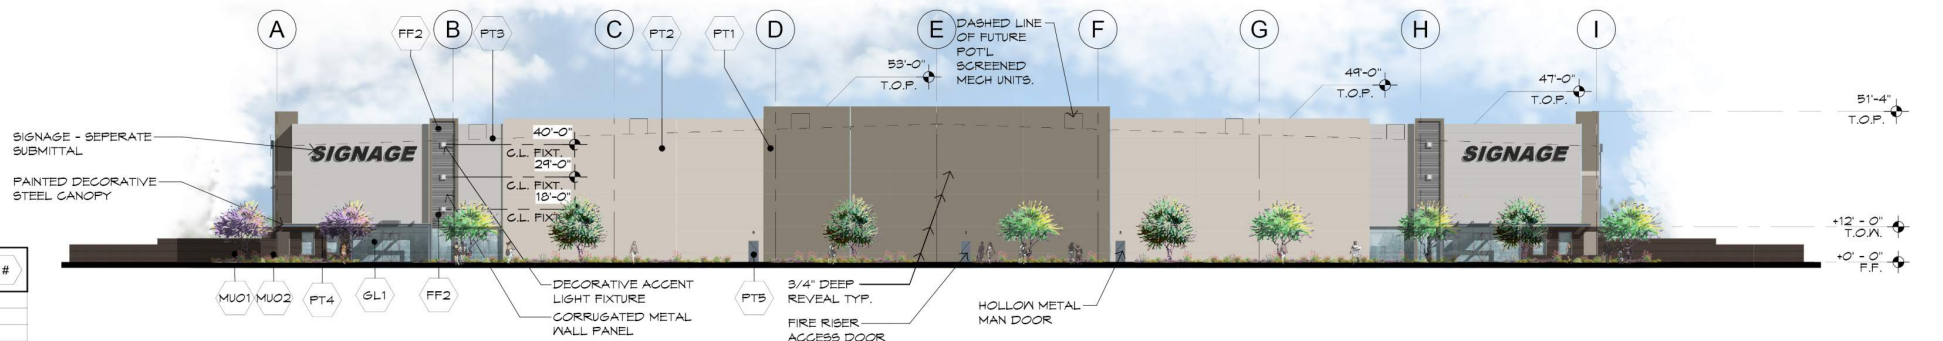 A
FF2
B
PT3
C
PT2
PT1
D
E
DASHED LINE
OF FUTURE
POT'L
SCREENED
MECH UNITS.
F
G
H
I
53'-0"
T.O.P.
49'-0"
T.O.P.
47'-0"
T.O.P.
51'-4"
T.O.P.
SIGNAGE - SEPERATE
SUBMITTAL
SIGNAGE
40'-0"
C.L. FIXT.
29'-0"
C.L. FIXT.
18'-0"
C.L. FIXT.
SIGNAGE
PAINTED DECORATIVE
STEEL CANOPY
+12' - 0"
T.O.W.
+0' - 0"
F.F.
#
MU01
MU02
PT4
GL1
FF2
DECORATIVE ACCENT
LIGHT FIXTURE
CORRUGATED METAL
WALL PANEL
PT5
3/4" DEEP
REVEAL TYP.
FIRE RISER
ACCESS DOOR
HOLLOW METAL
MAN DOOR